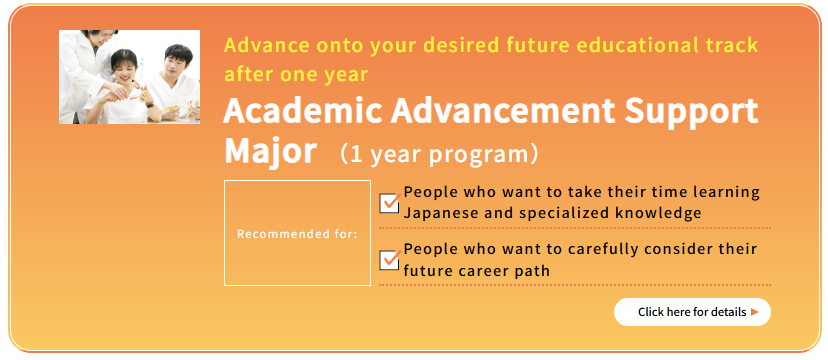 Advance onto your desired future educational track
after one year
Academic Advancement Support
Major （1 year program）
Recommended for:
People who want to take their time learning
Japanese and specialized knowledge
People who want to carefully consider their
future career path
Click here for details